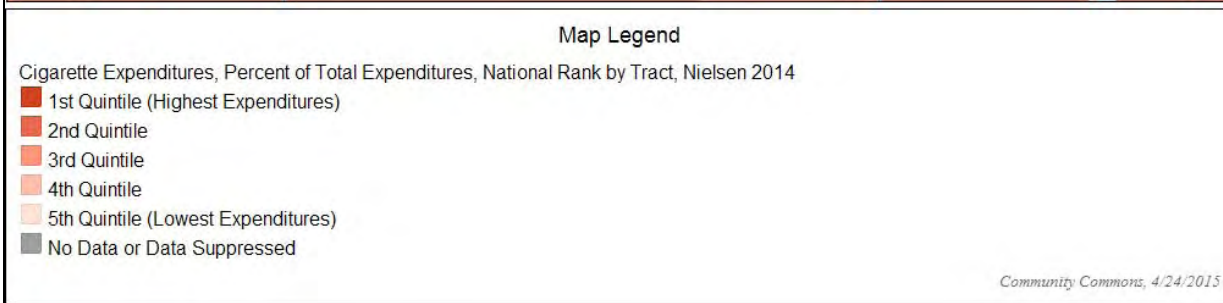 Map Legend
Cigarette Expenditures, Percent of Total Expenditures, National Rank by Tract, Nielsen 2014
1st Quintile (Highest Expenditures)
2nd Quintile
3rd Quintile
4th Quintile
5th Quintile (Lowest Expenditures)
No Data or Data Suppressed
Community Commons, 4/24/2015